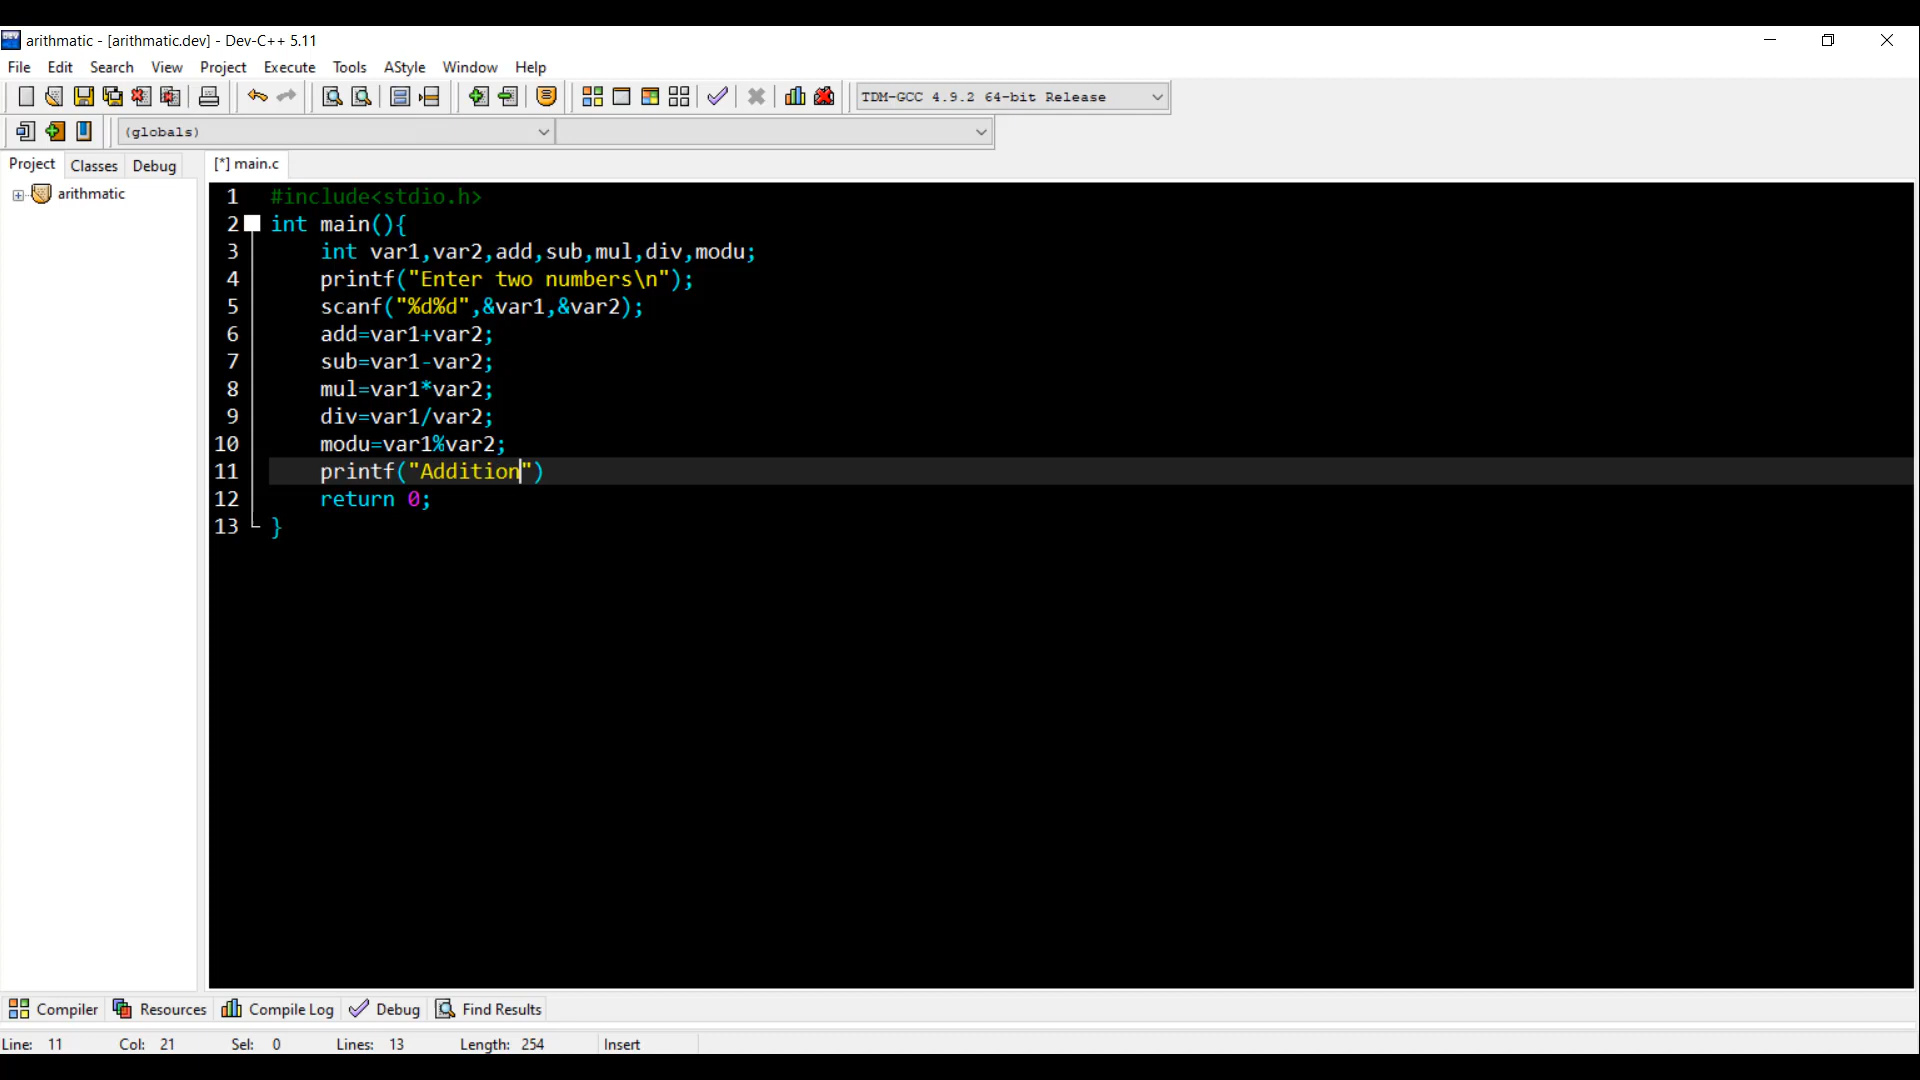 arithmatic - [arithmatic.dev] - Dev-C++ 5.11
File Edit Search View Project Execute Tools AStyle Window Help
TDM-GCC 4.9.2 64-bit Release
(globals)
Project Classes Debug [*] main.c
arithmatic
1 #include<stdio.h>
2 int main(){
3 int var1,var2,add,sub,mul,div,modu;
4 printf("Enter two numbers\n");
5 scanf("%d%d",&var1,&var2);
6 add=var1+var2;
7 sub=var1-var2;
8 mul=var1*var2;
9 div=var1/var2;
10 modu=var1%var2;
11 printf("Addition")
12 return 0;
13 }
Compiler Resources Compile Log Debug Find Results
Line: 11 Col: 21 Sel: 0 Lines: 13 Length: 254 Insert